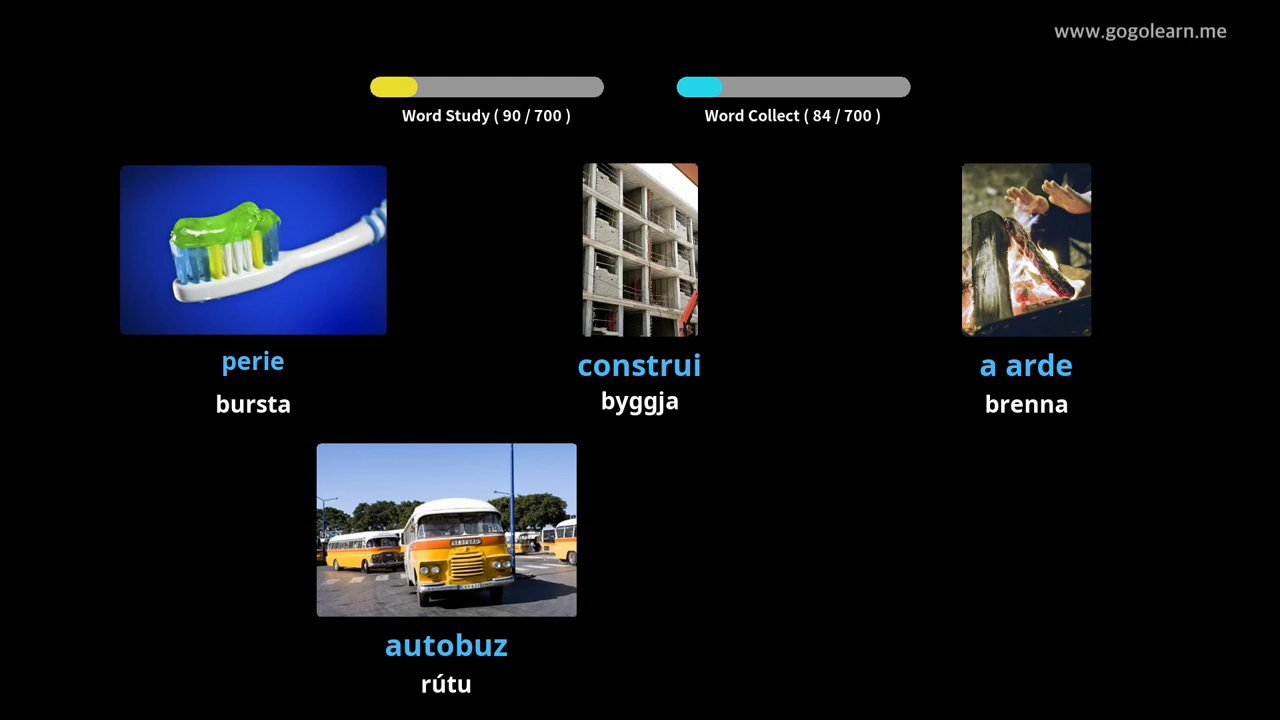 www.gogolearn.me
Word Study ( 90 / 700 )
Word Collect ( 84 / 700 )
perie
bursta
construi
byggja
a arde
brenna
autobuz
rútu